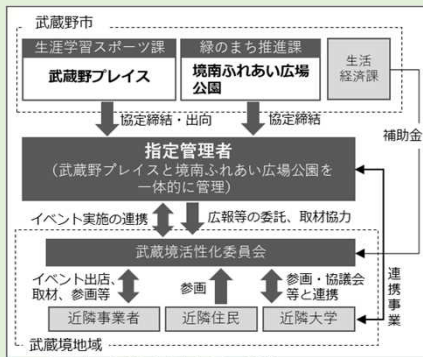 武蔵野市
生涯学習スポーツ課
武蔵野プレイス
緑のまち推進課
境南ふれあい広場
公園
生活
経済課
協定締結・出向
協定締結
補助金
指定管理者
（武蔵野プレイスと境南ふれあい広場公園を
一体的に管理）
イベント実施の連携
広報等の委託、取材協力
武蔵境活性化委員会
イベント出店、
取材、参画等
参画
参画・協議会
等と連携
連携事業
近隣事業者
近隣住民
近隣大学
武蔵境地域